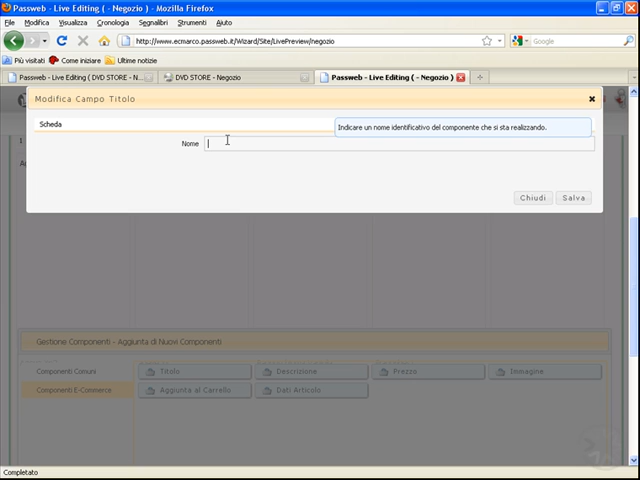 Passweb - Live Editing ( - Negozio ) - Mozilla Firefox
File Modifica Visualizza Cronologia Segnalibri Strumenti Aiuto
http://www.ecmarco.passweb.it/Wizard/Site/LivePreview/negozio
Google
Più visitati Come iniziare Ultime notizie
Passweb - Live Editing ( DVD STORE - N... DVD STORE - Negozio Passweb - Live Editing ( - Negozio )
Modifica Campo Titolo
Scheda
Indicare un nome identificativo del componente che si sta realizzando.
Nome
Chiudi Salva
Gestione Componenti - Aggiunta di Nuovi Componenti
Componenti Comuni Titolo Descrizione Prezzo Immagine
Componenti E-Commerce Aggiunta al Carrello Dati Articolo
Completato